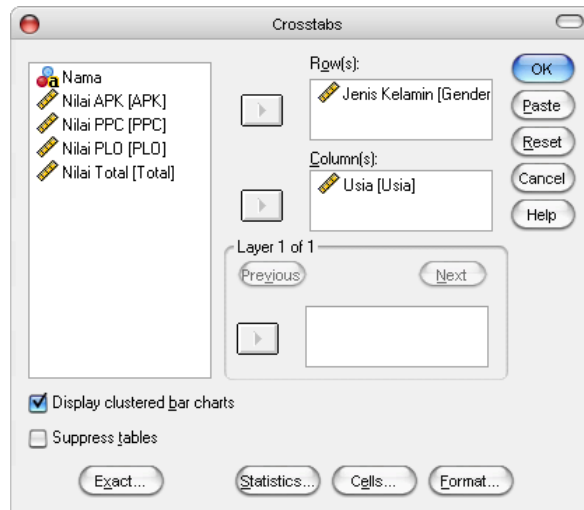 Crosstabs
Nama
Nilai APK [APK]
Nilai PPC [PPC]
Nilai PLO [PLO]
Nilai Total [Total]
Row(s):
Jenis Kelamin [Gender
Column(s):
Usia [Usia]
Layer 1 of 1
Previous
Next
OK
Paste
Reset
Cancel
Help
Display clustered bar charts
Suppress tables
Exact...
Statistics...
Cells...
Format...